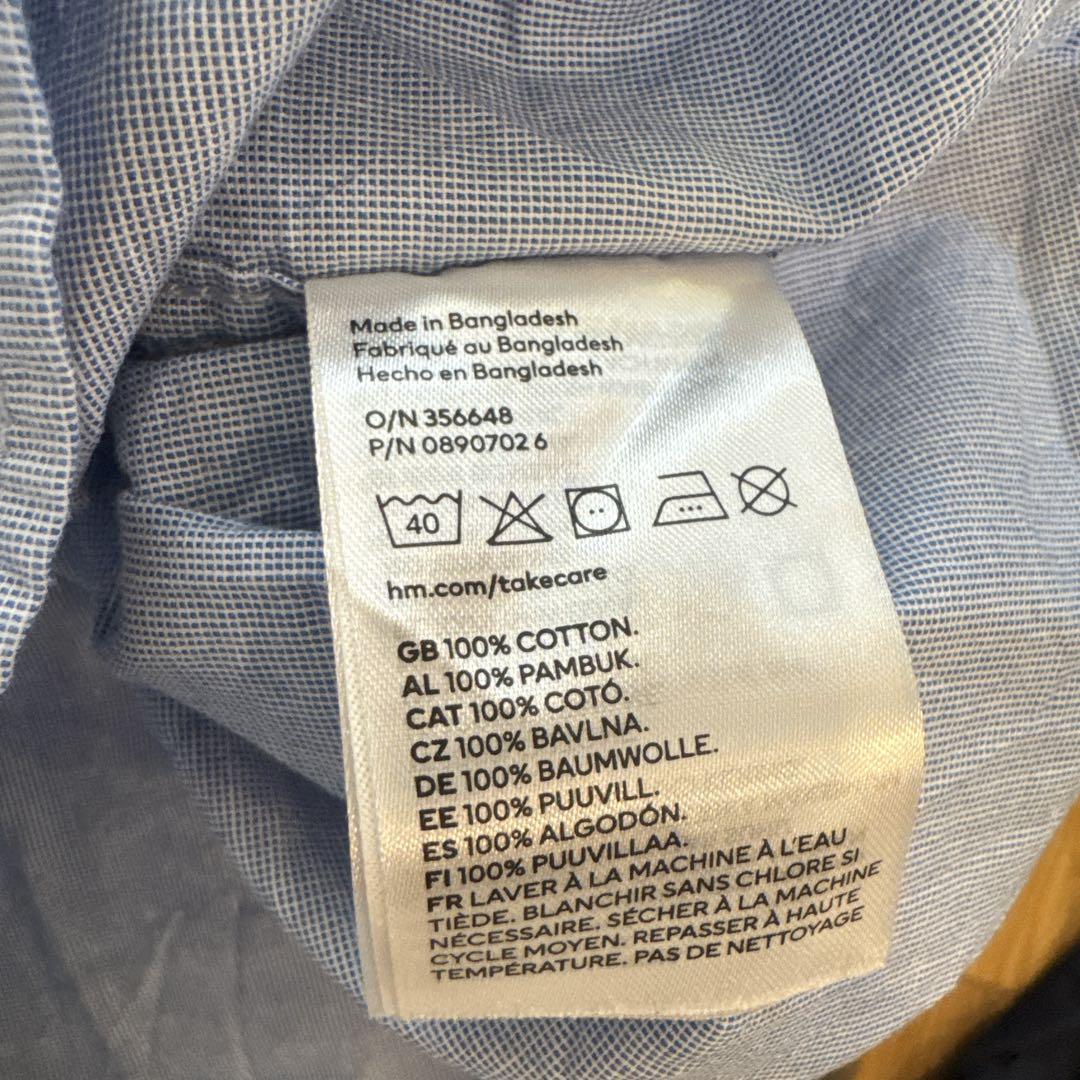 Made in Bangladesh
Fabriqué au Bangladesh
Hecho en Bangladesh
O/N 356648
P/N 0890702 6
40
hm.com/takecare
GB 100% COTTON.
AL 100% PAMBUK.
CAT 100% COTÓ.
CZ 100% BAVLNA.
DE 100% BAUMWOLLE.
EE 100% PUUVILL.
ES 100% ALGODÓN.
FI 100% PUUVILLAA.
FR LAVER À LA MACHINE À L'EAU
TIÈDE. BLANCHIR SANS CHLORE SI
NÉCESSAIRE. SÉCHER À LA MACHINE
CYCLE MOYEN. REPASSER À HAUTE
TEMPÉRATURE. PAS DE NETTOYAGE